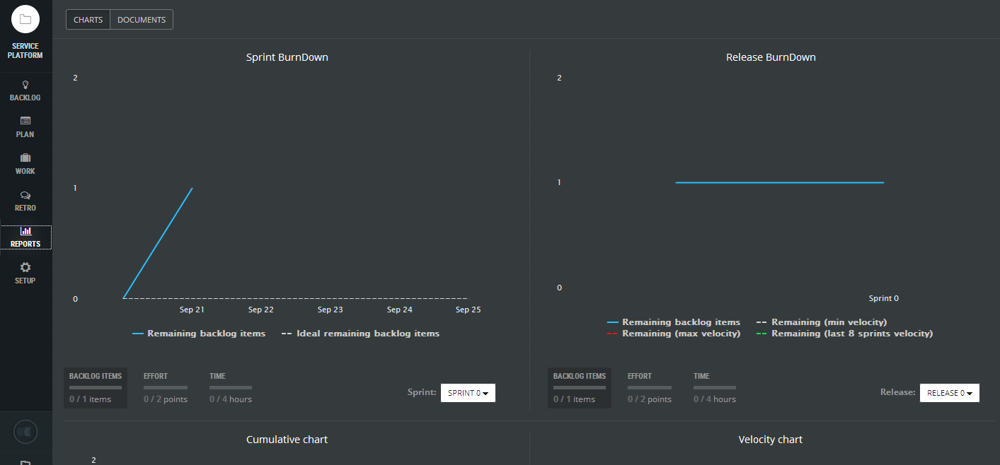 SERVICE
PLATFORM
BACKLOG
PLAN
WORK
RETRO
REPORTS
SETUP
CHARTS DOCUMENTS
Sprint BurnDown
2
1
0
Sep 21 Sep 22 Sep 23 Sep 24 Sep 25
Remaining backlog items Ideal remaining backlog items
BACKLOG ITEMS EFFORT TIME
0 / 1 items 0 / 2 points 0 / 4 hours
Sprint: SPRINT 0
Release BurnDown
2
1
0
Sprint 0
Remaining backlog items Remaining (min velocity)
Remaining (max velocity) Remaining (last 8 sprints velocity)
BACKLOG ITEMS EFFORT TIME
0 / 1 items 0 / 2 points 0 / 4 hours
Release: RELEASE 0
Cumulative chart
2
Velocity chart